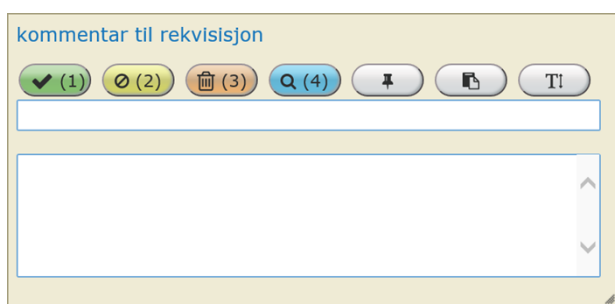 kommentar til rekvisisjon
(1) (2) (3) (4) T